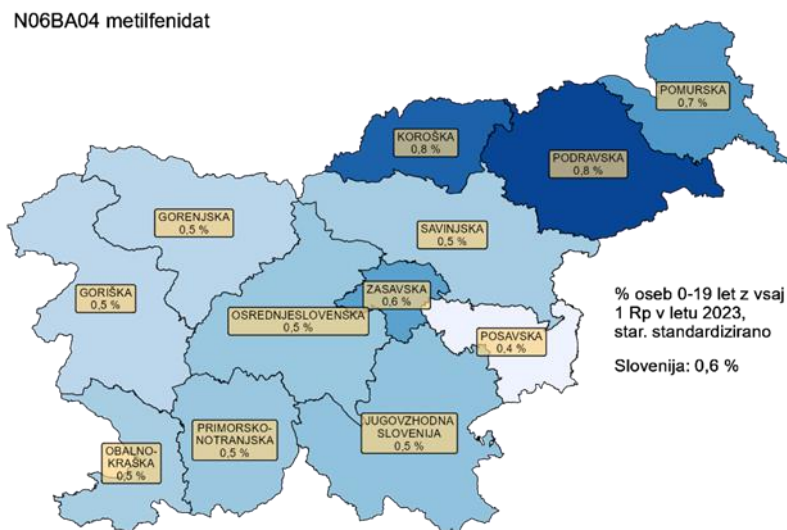 N06BA04 metilfenidat
POMURSKA
0,7 %
KOROŠKA
0,8 %
PODRAVSKA
0,8 %
GORENJSKA
0,5 %
SAVINJSKA
0,5 %
GORIŠKA
0,5 %
ZASAVSKA
0,6 %
OSREDNJESLOVENSKA
0,5 %
POSAVSKA
0,4 %
% oseb 0-19 let z vsaj
1 Rp v letu 2023,
star. standardizirano
Slovenija: 0,6 %
PRIMORSKO-
NOTRANJSKA
0,5 %
JUGOVZHODNA
SLOVENIJA
0,5 %
OBALNO-
KRAŠKA
0,5 %